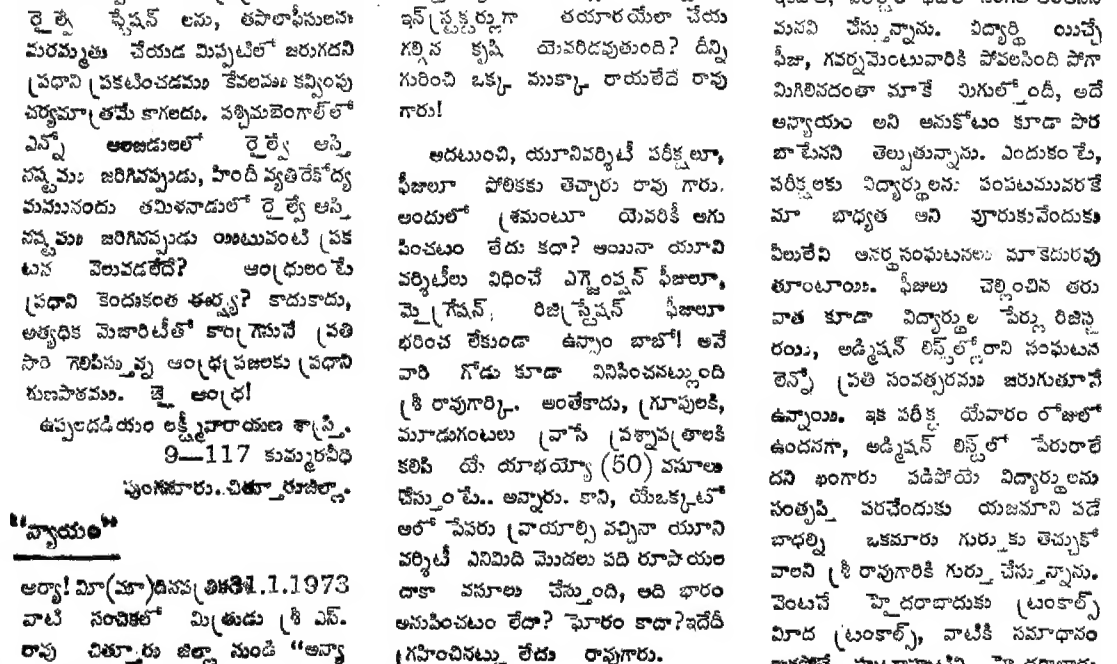 రైల్వే స్టేషన్ లను, తపాలాఫీసులను
మరమ్మతు చేయడ మిప్పటిలో జరుగదని
ప్రధాని ప్రకటించడము కేవలము కవ్వింపు
చర్యమాత్రమే కాగలదు. పశ్చిమబెంగాల్‌లో
ఎన్నో అలజడులలో రైల్వే ఆస్తి
నష్టము జరిగినప్పుడు, హిందీ వ్యతిరేకోద్య
మమునందు తమిళనాడులో రైల్వే ఆస్తి
నష్టము జరిగినప్పుడు యిటువంటి ప్రక
టన వెలువడలేదే? ఆంధ్రులంటే
ప్రధాని కెందుకంత ఈర్ష్య? కాదుకాదు,
అత్యధిక మెజారిటీతో కాంగ్రెసునే ప్రతి
సారి గెలిపిస్తున్న ఆంధ్రప్రజలకు ప్రధాని
గుణపాఠము. జై ఆంధ్ర!
ఉప్పలదడియం లక్ష్మీనారాయణ శాస్త్రి.
9—117 కుమ్మరవీధి
పుంగనూరు..చిత్తూరుజిల్లా.
"వ్యాయం"
ఆర్యా! మీ(మా)దినపత్రిక 31.1.1973
వాటి సంచికలో మిత్రుడు శ్రీ ఎస్.
రావు చిత్తూరు జిల్లా నుండి "అన్యా
ఇన్‌స్ట్రక్టర్లుగా తయారయేలా చేయ
గల్గిన కృషి యెవరిదవుతుంది? దీన్ని
గురించి ఒక్క ముక్కా రాయలేదే రావు
గారు!
అదటుంచి, యూనివర్శిటీ పరీక్షలూ,
ఫీజులూ పోలికకు తెచ్చారు రావు గారు.
అందులో శ్రమంటూ యెవరికీ అగు
పించటం లేదు కదా? ఆయినా యూని
వర్శిటీలు విధించే ఎగ్జెంప్షన్ ఫీజులూ,
మైగ్రేషన్, రిజిస్ట్రేషన్ ఫీజులూ
భరించ లేకుండా ఉన్నాం బాబో! అనే
వారి గోడు కూడా వినిపించనట్లుంది
శ్రీ రావుగార్కి. అంతేకాదు, గ్రూపులకి,
మూడుగంటలు వ్రాసే ప్రశ్నాపత్రాలకి
కలిపి యే యాభయ్యో (50) వసూలు
చేస్తుంటే.. అన్నారు. కాని, యేఒక్కటో
ఆరో పేపరు వ్రాయాల్సి వచ్చినా యూని
వర్శిటీ ఎనిమిది మొదలు పది రూపాయల
దాకా వసూలు చేస్తుంది, అది భారం
అనుపించటం లేదా? ఘోరం కాదా?ఇదేదీ
గ్రహించినట్లు లేదు రావుగారు.
మనవి చేస్తున్నాను. విద్యార్థి యిచ్చే
ఫీజు, గవర్నమెంటువారికి పోవలసింది పోగా
మిగిలినదంతా మాకే మిగుల్తోందీ, అదే
అన్యాయం అని అనుకోటం కూడా పొర
బాటేనని తెల్పుతున్నాను. ఎందుకంటే,
పరీక్షలకు విద్యార్థులను పంపటమువరకే
మా బాధ్యత అని వూరుకునేందుకు
వీలులేని అనర్థసంఘటనలు మాకెదురవు
తూంటాయి. ఫీజులు చెల్లించిన తరు
వాత కూడా విద్యార్థుల పేర్లు రిజిస్ట
రయి, అడ్మిషన్ లిస్ట్‌ల్లోరాని సంఘటన
లెన్నో ప్రతి సంవత్సరము జరుగుతూనే
ఉన్నాయి. ఇక పరీక్ష యేవారం రోజులో
ఉందనగా, అడ్మిషన్ లిస్ట్‌లో పేరురాలే
దని ఖంగారు పడిపోయే విద్యార్థులను
సంతృప్తి పరచేందుకు యజమాని పడే
బాధల్ని ఒకమారు గుర్తుకు తెచ్చుకో
వాలని శ్రీ రావుగారికి గుర్తు చేస్తున్నాను.
వెంటనే హైదరాబాదుకు ట్రంకాల్స్
మీద ట్రంకాల్స్, వాటికి సమాధానం